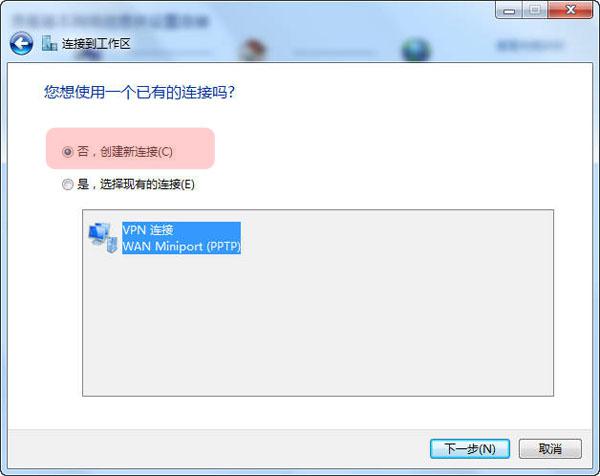 连接到工作区
您想使用一个已有的连接吗?
否，创建新连接(C)
是，选择现有的连接(E)
VPN 连接
WAN Miniport (PPTP)
下一步(N)
取消